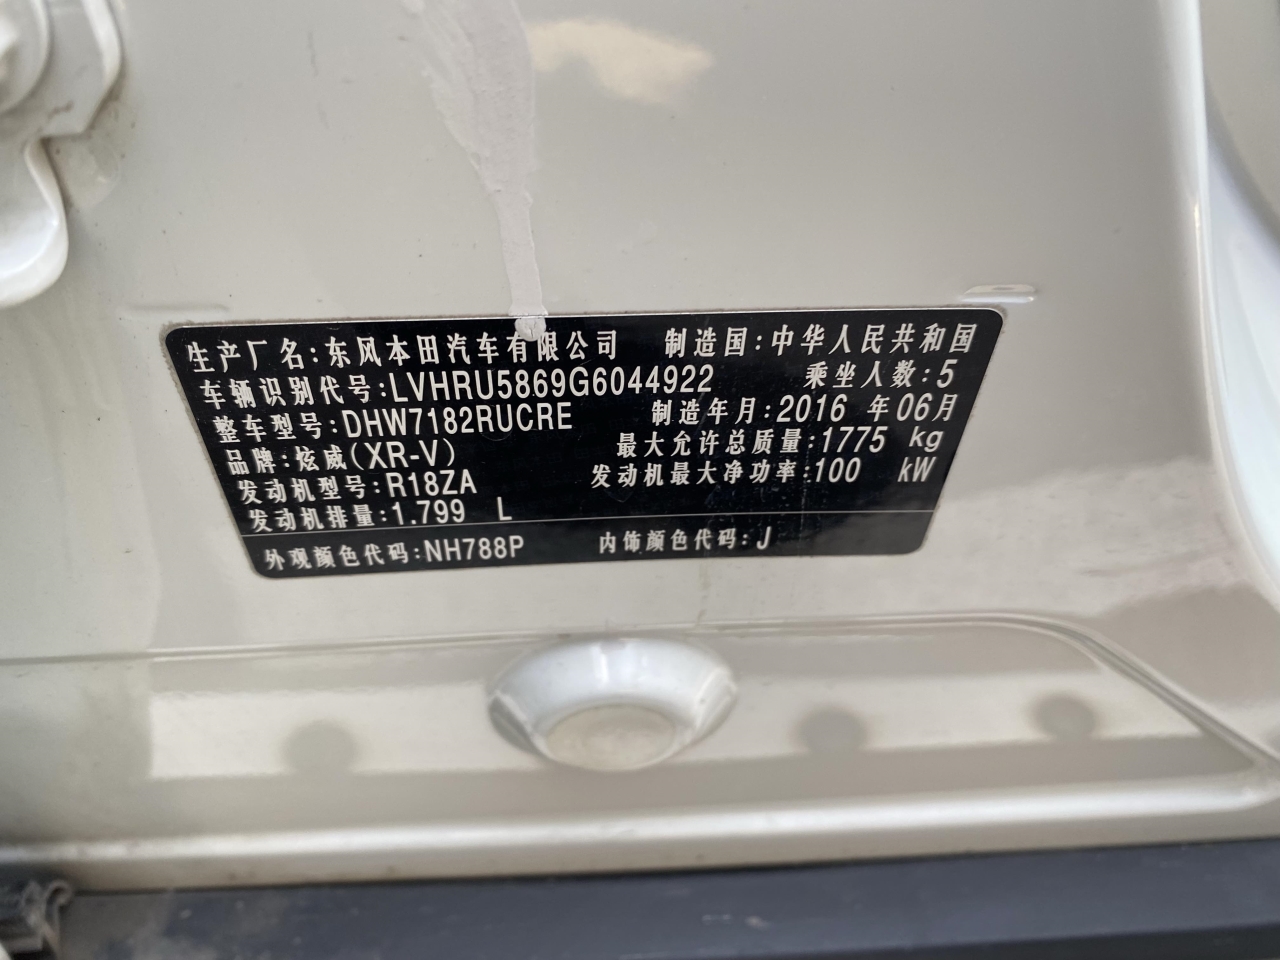 生产厂名:东风本田汽车有限公司 制造国:中华人民共和国
车辆识别代号:LVHRU5869G6044922 乘坐人数:5
整车型号:DHW7182RUCRE 制造年月:2016 年06月
品牌:炫威(XR-V) 最大允许总质量:1775 kg
发动机型号:R18ZA 发动机最大净功率:100 kW
发动机排量:1.799 L
外观颜色代码:NH788P 内饰颜色代码:J